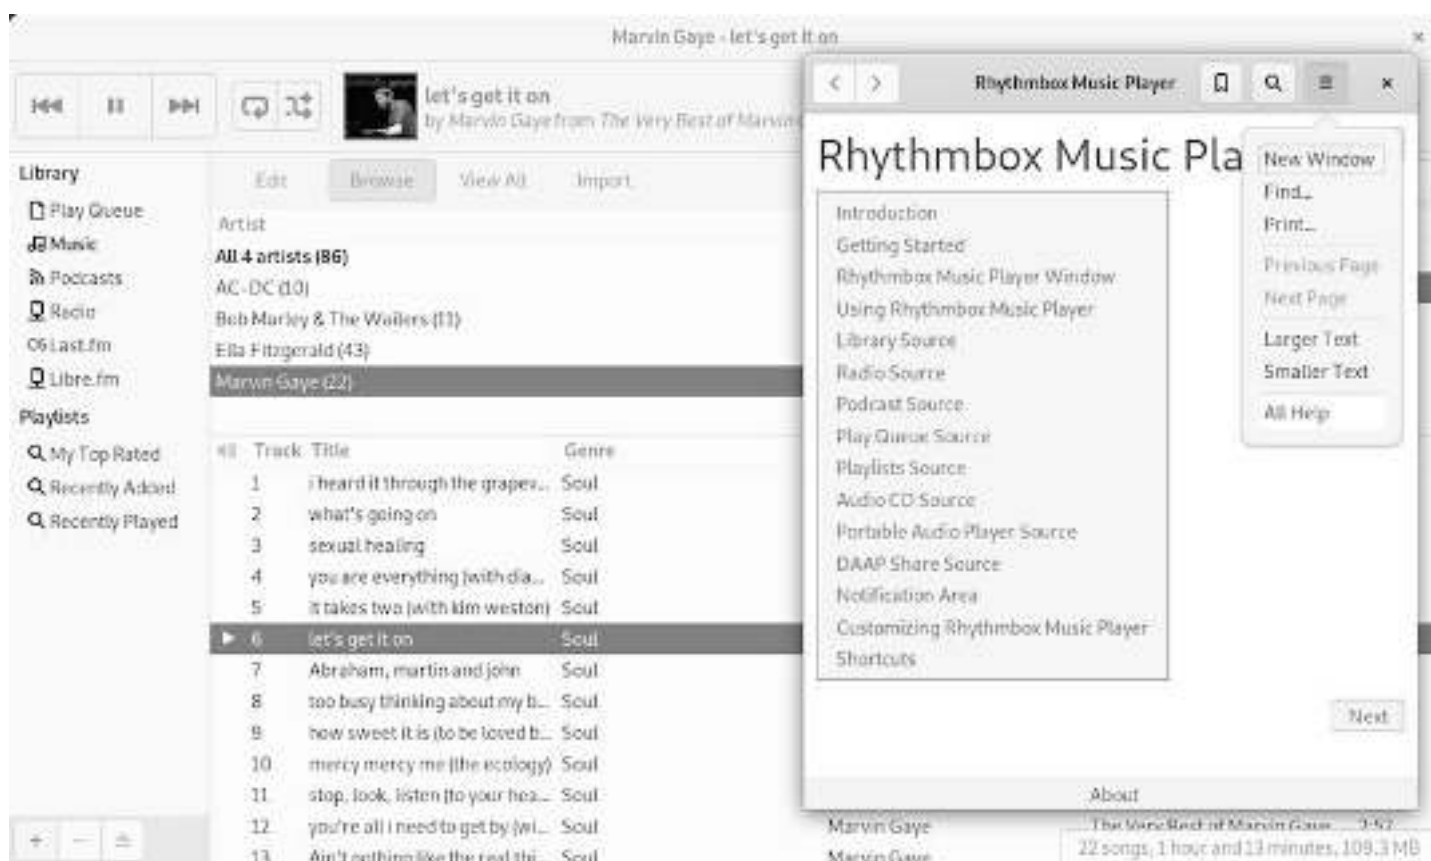 Marvin Gaye - let's get it on
let's get it on
by Marvin Gaye from The Very Best of Marvin
Library
Play Queue
Music
Podcasts
Radio
Last.fm
Libre.fm
Playlists
My Top Rated
Recently Added
Recently Played
Edit Browse View All Import
Artist
All 4 artists (86)
AC-DC (10)
Bob Marley & The Wailers (11)
Ella Fitzgerald (43)
Marvin Gaye (22)
Track Title Genre
1 i heard it through the grapev... Soul
2 what's going on Soul
3 sexual healing Soul
4 you are everything (with dia... Soul
5 it takes two (with kim weston) Soul
6 let's get it on Soul
7 Abraham, martin and john Soul
8 too busy thinking about my b... Soul
9 how sweet it is (to be loved b... Soul
10 mercy mercy me (the ecology) Soul
11 stop, look, listen (to your hea... Soul
12 you're all i need to get by (wi... Soul Marvin Gaye The Very Best of Marvin Gaye 2:57
13 Ain't nothing like the real thi... Soul Marvin Gaye
22 songs, 1 hour and 13 minutes, 109.3 MB
Rhythmbox Music Player
Rhythmbox Music Pla
Introduction
Getting Started
Rhythmbox Music Player Window
Using Rhythmbox Music Player
Library Source
Radio Source
Podcast Source
Play Queue Source
Playlists Source
Audio CD Source
Portable Audio Player Source
DAAP Share Source
Notification Area
Customizing Rhythmbox Music Player
Shortcuts
New Window
Find...
Print...
Previous Page
Next Page
Larger Text
Smaller Text
All Help
Next
About